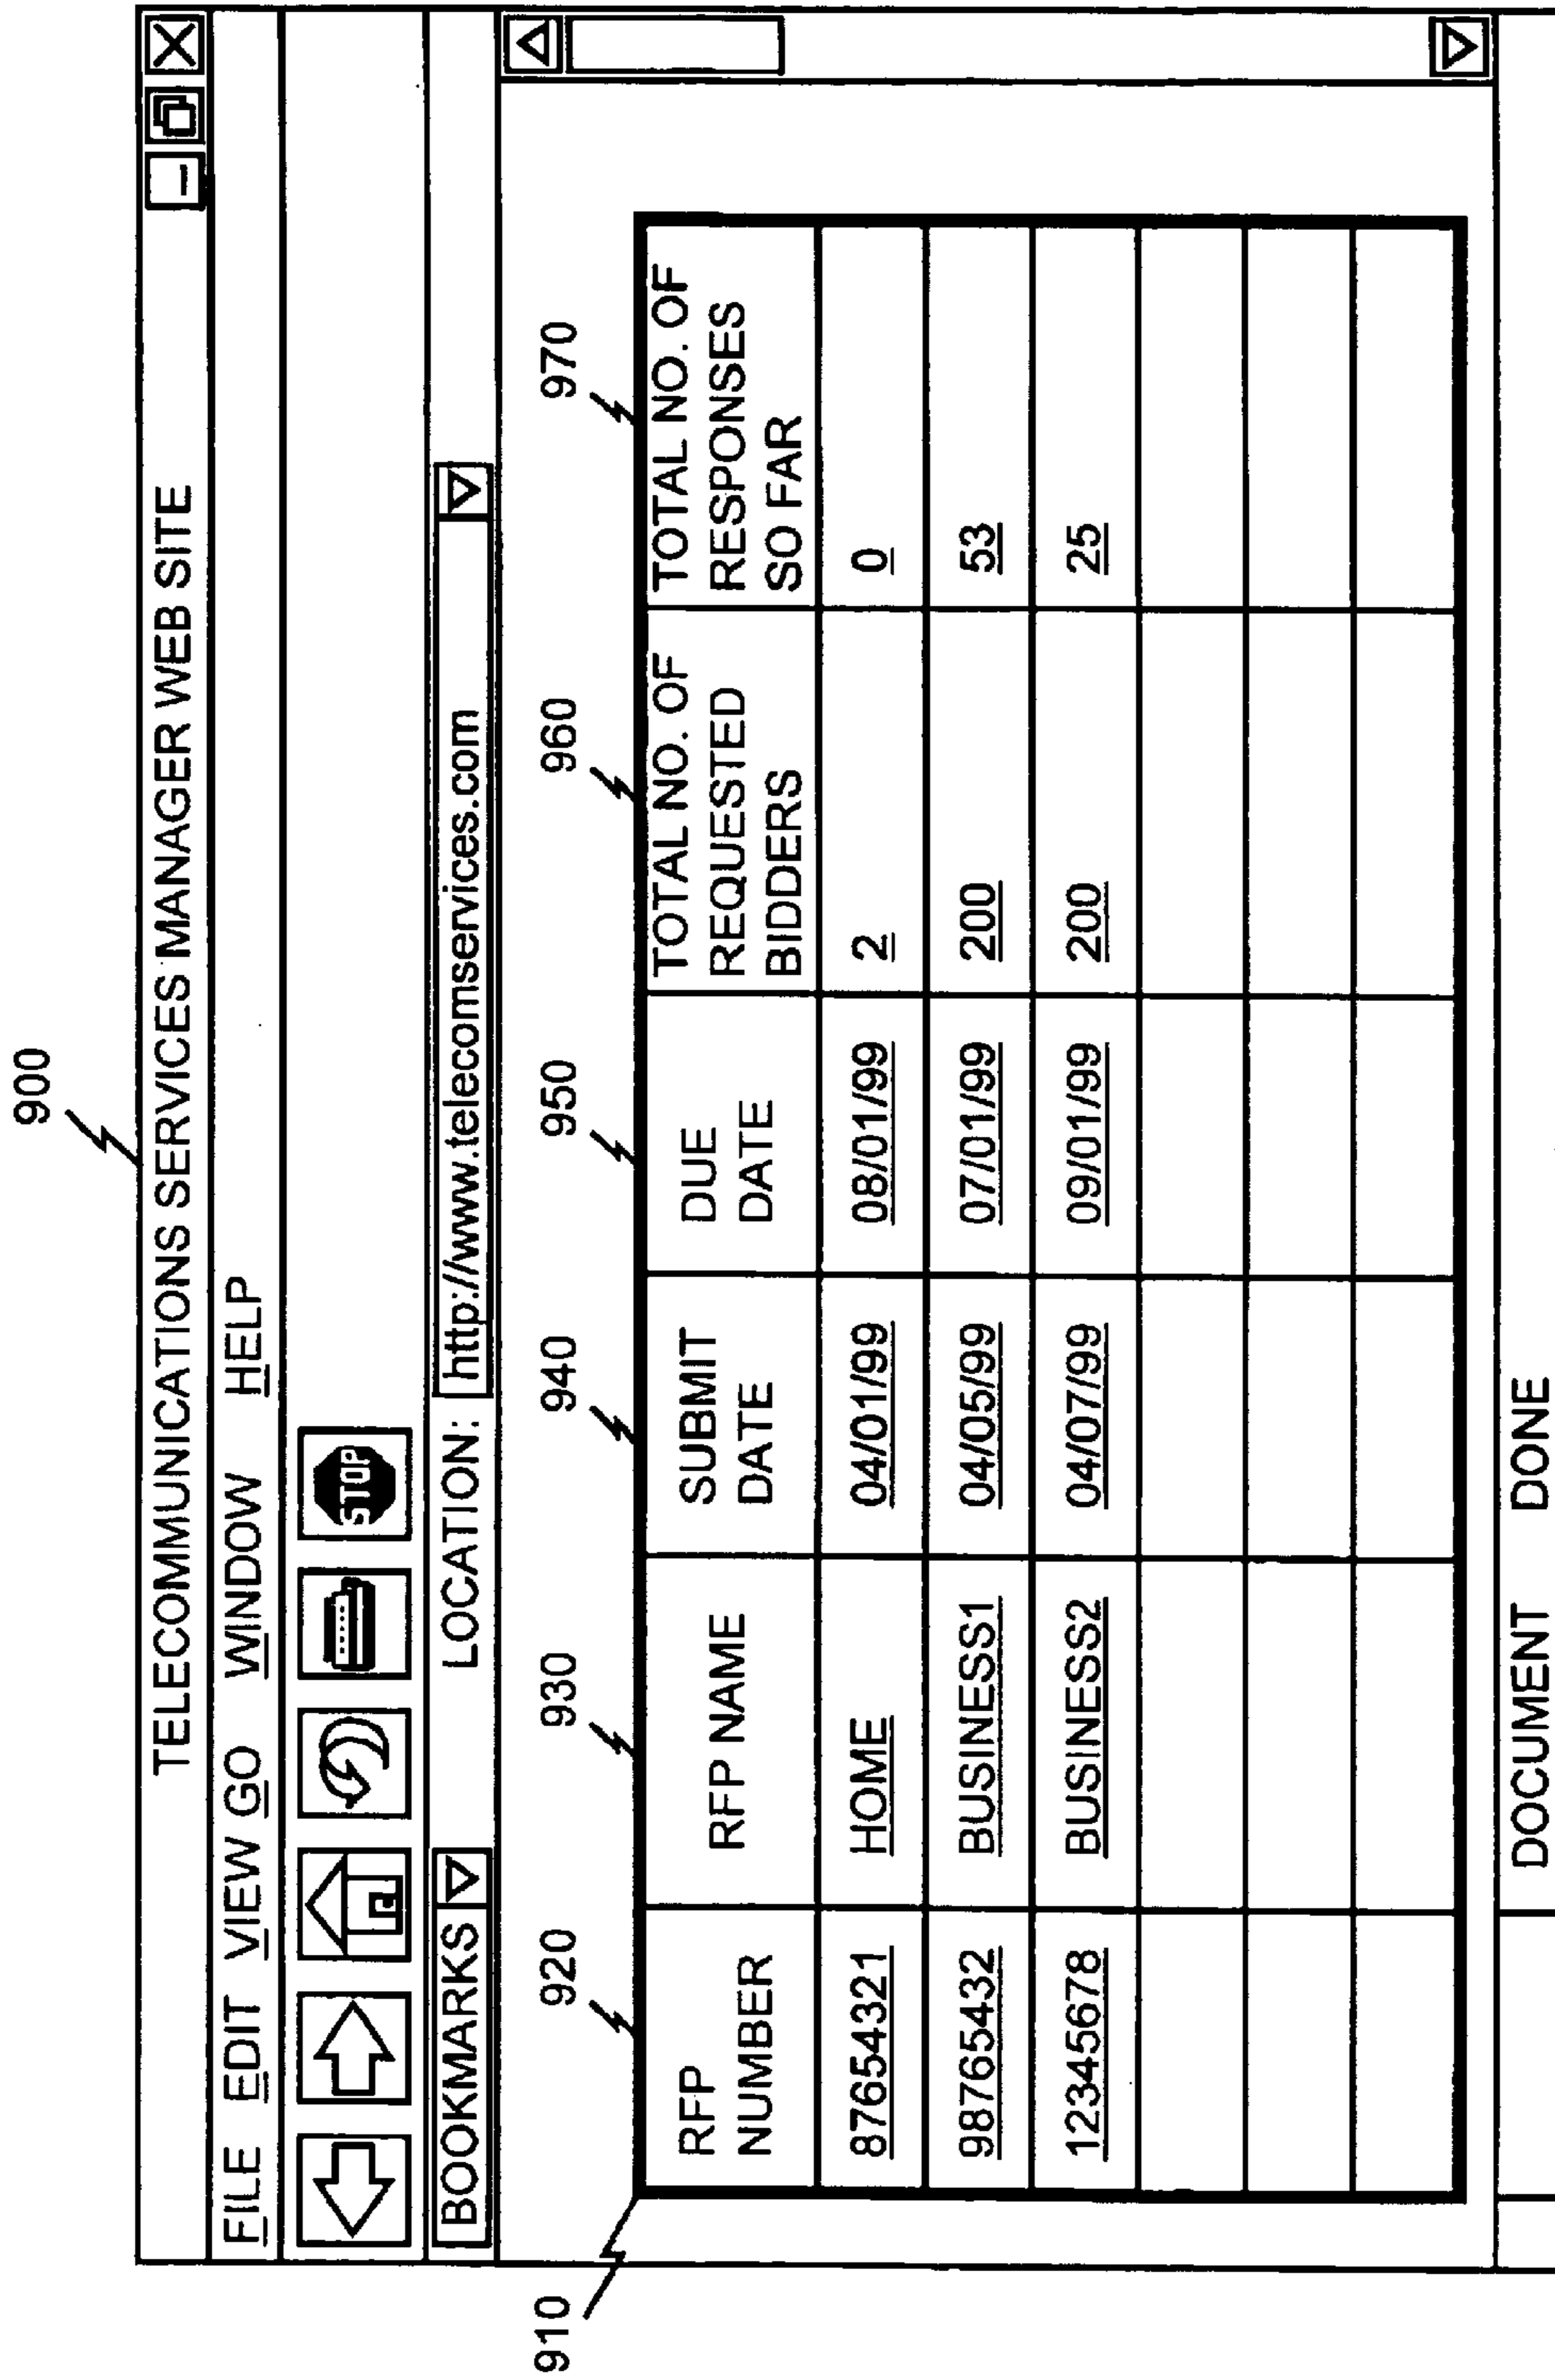 900
TELECOMMUNICATIONS SERVICES MANAGER WEB SITE
FILE EDIT VIEW GO WINDOW HELP
STOP
BOOKMARKS LOCATION: http://www.telecomservices.com
910 920 930 940 950 960 970
RFP NUMBER RFP NAME SUBMIT DATE DUE DATE TOTAL NO. OF REQUESTED BIDDERS TOTAL NO. OF RESPONSES SO FAR
87654321 HOME 04/01/99 08/01/99 2 0
98765432 BUSINESS1 04/05/99 07/01/99 200 53
12345678 BUSINESS2 04/07/99 09/01/99 200 25
DOCUMENT DONE